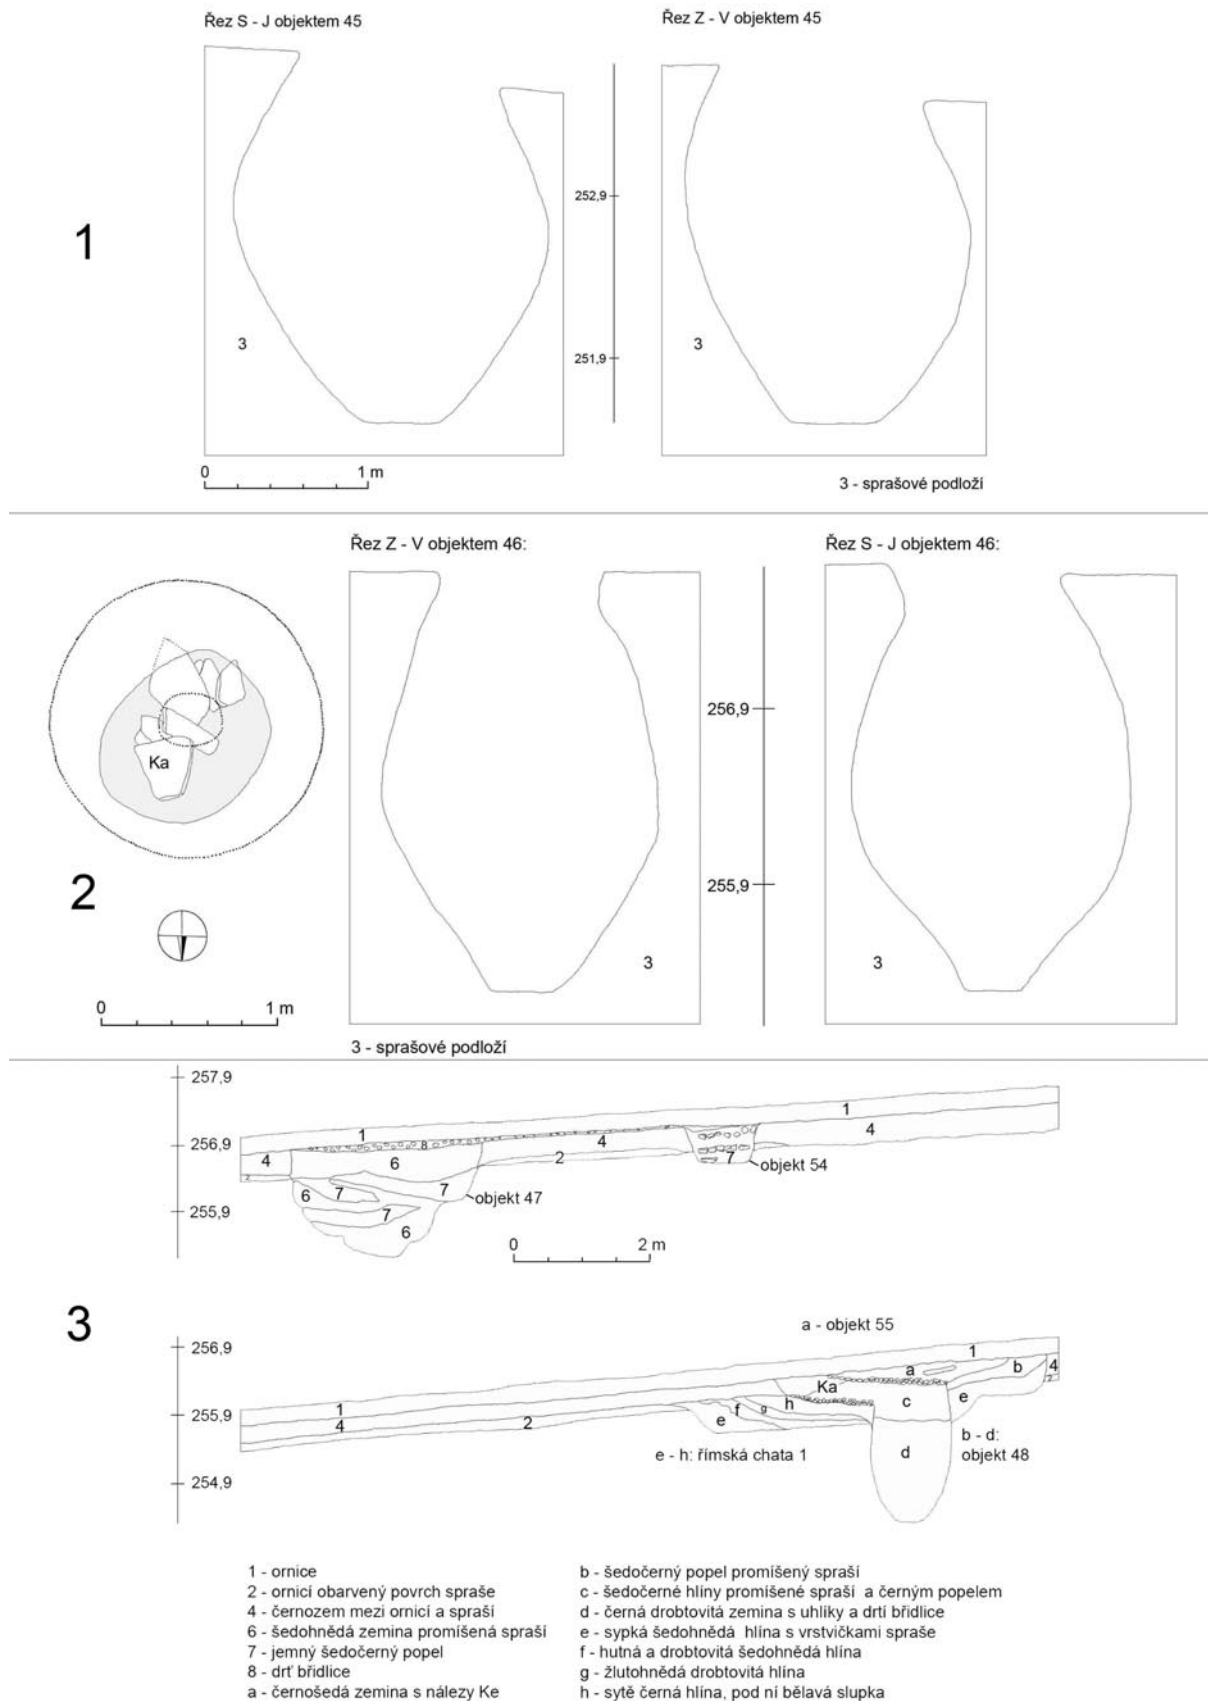 Řez S - J objektem 45
Řez Z - V objektem 45
1
252,9
3
3
251,9
0 1 m
3 - sprašové podloží
Řez Z - V objektem 46:
Řez S - J objektem 46:
256,9
Ka
2
255,9
3
3
0 1 m
3 - sprašové podloží
257,9
1
256,9
1
8
4
4
4
6
2
7
objekt 54
2
6
7
7
objekt 47
255,9
7
6
0 2 m
3
a - objekt 55
256,9
1
a
b
4
2
Ka
e
c
h
255,9
1
f
g
4
2
e
b - d:
e - h: římská chata 1
objekt 48
d
254,9
1 - ornice
2 - ornicí obarvený povrch spraše
4 - černozem mezi ornicí a spraší
6 - šedohnědá zemina promíšená spraší
7 - jemný šedočerný popel
8 - drť břidlice
a - černošedá zemina s nálezy Ke
b - šedočerný popel promíšený spraší
c - šedočerné hlíny promíšené spraší a černým popelem
d - černá drobtovitá zemina s uhlíky a drtí břidlice
e - sypká šedohnědá hlína s vrstvičkami spraše
f - hutná a drobtovitá šedohnědá hlína
g - žlutohnědá drobtovitá hlína
h - sytě černá hlína, pod ní bělavá slupka